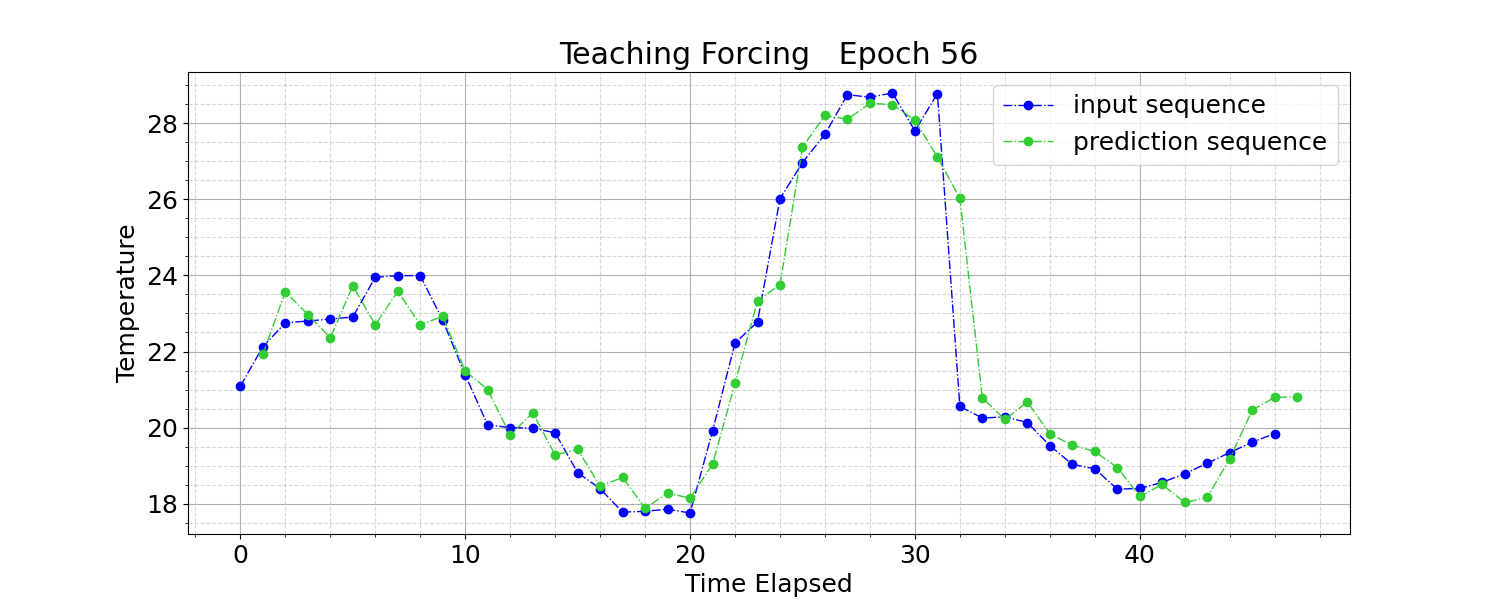 Teaching Forcing   Epoch 56
input sequence
prediction sequence
Temperature
28
26
24
22
20
18
0 10 20 30 40
Time Elapsed